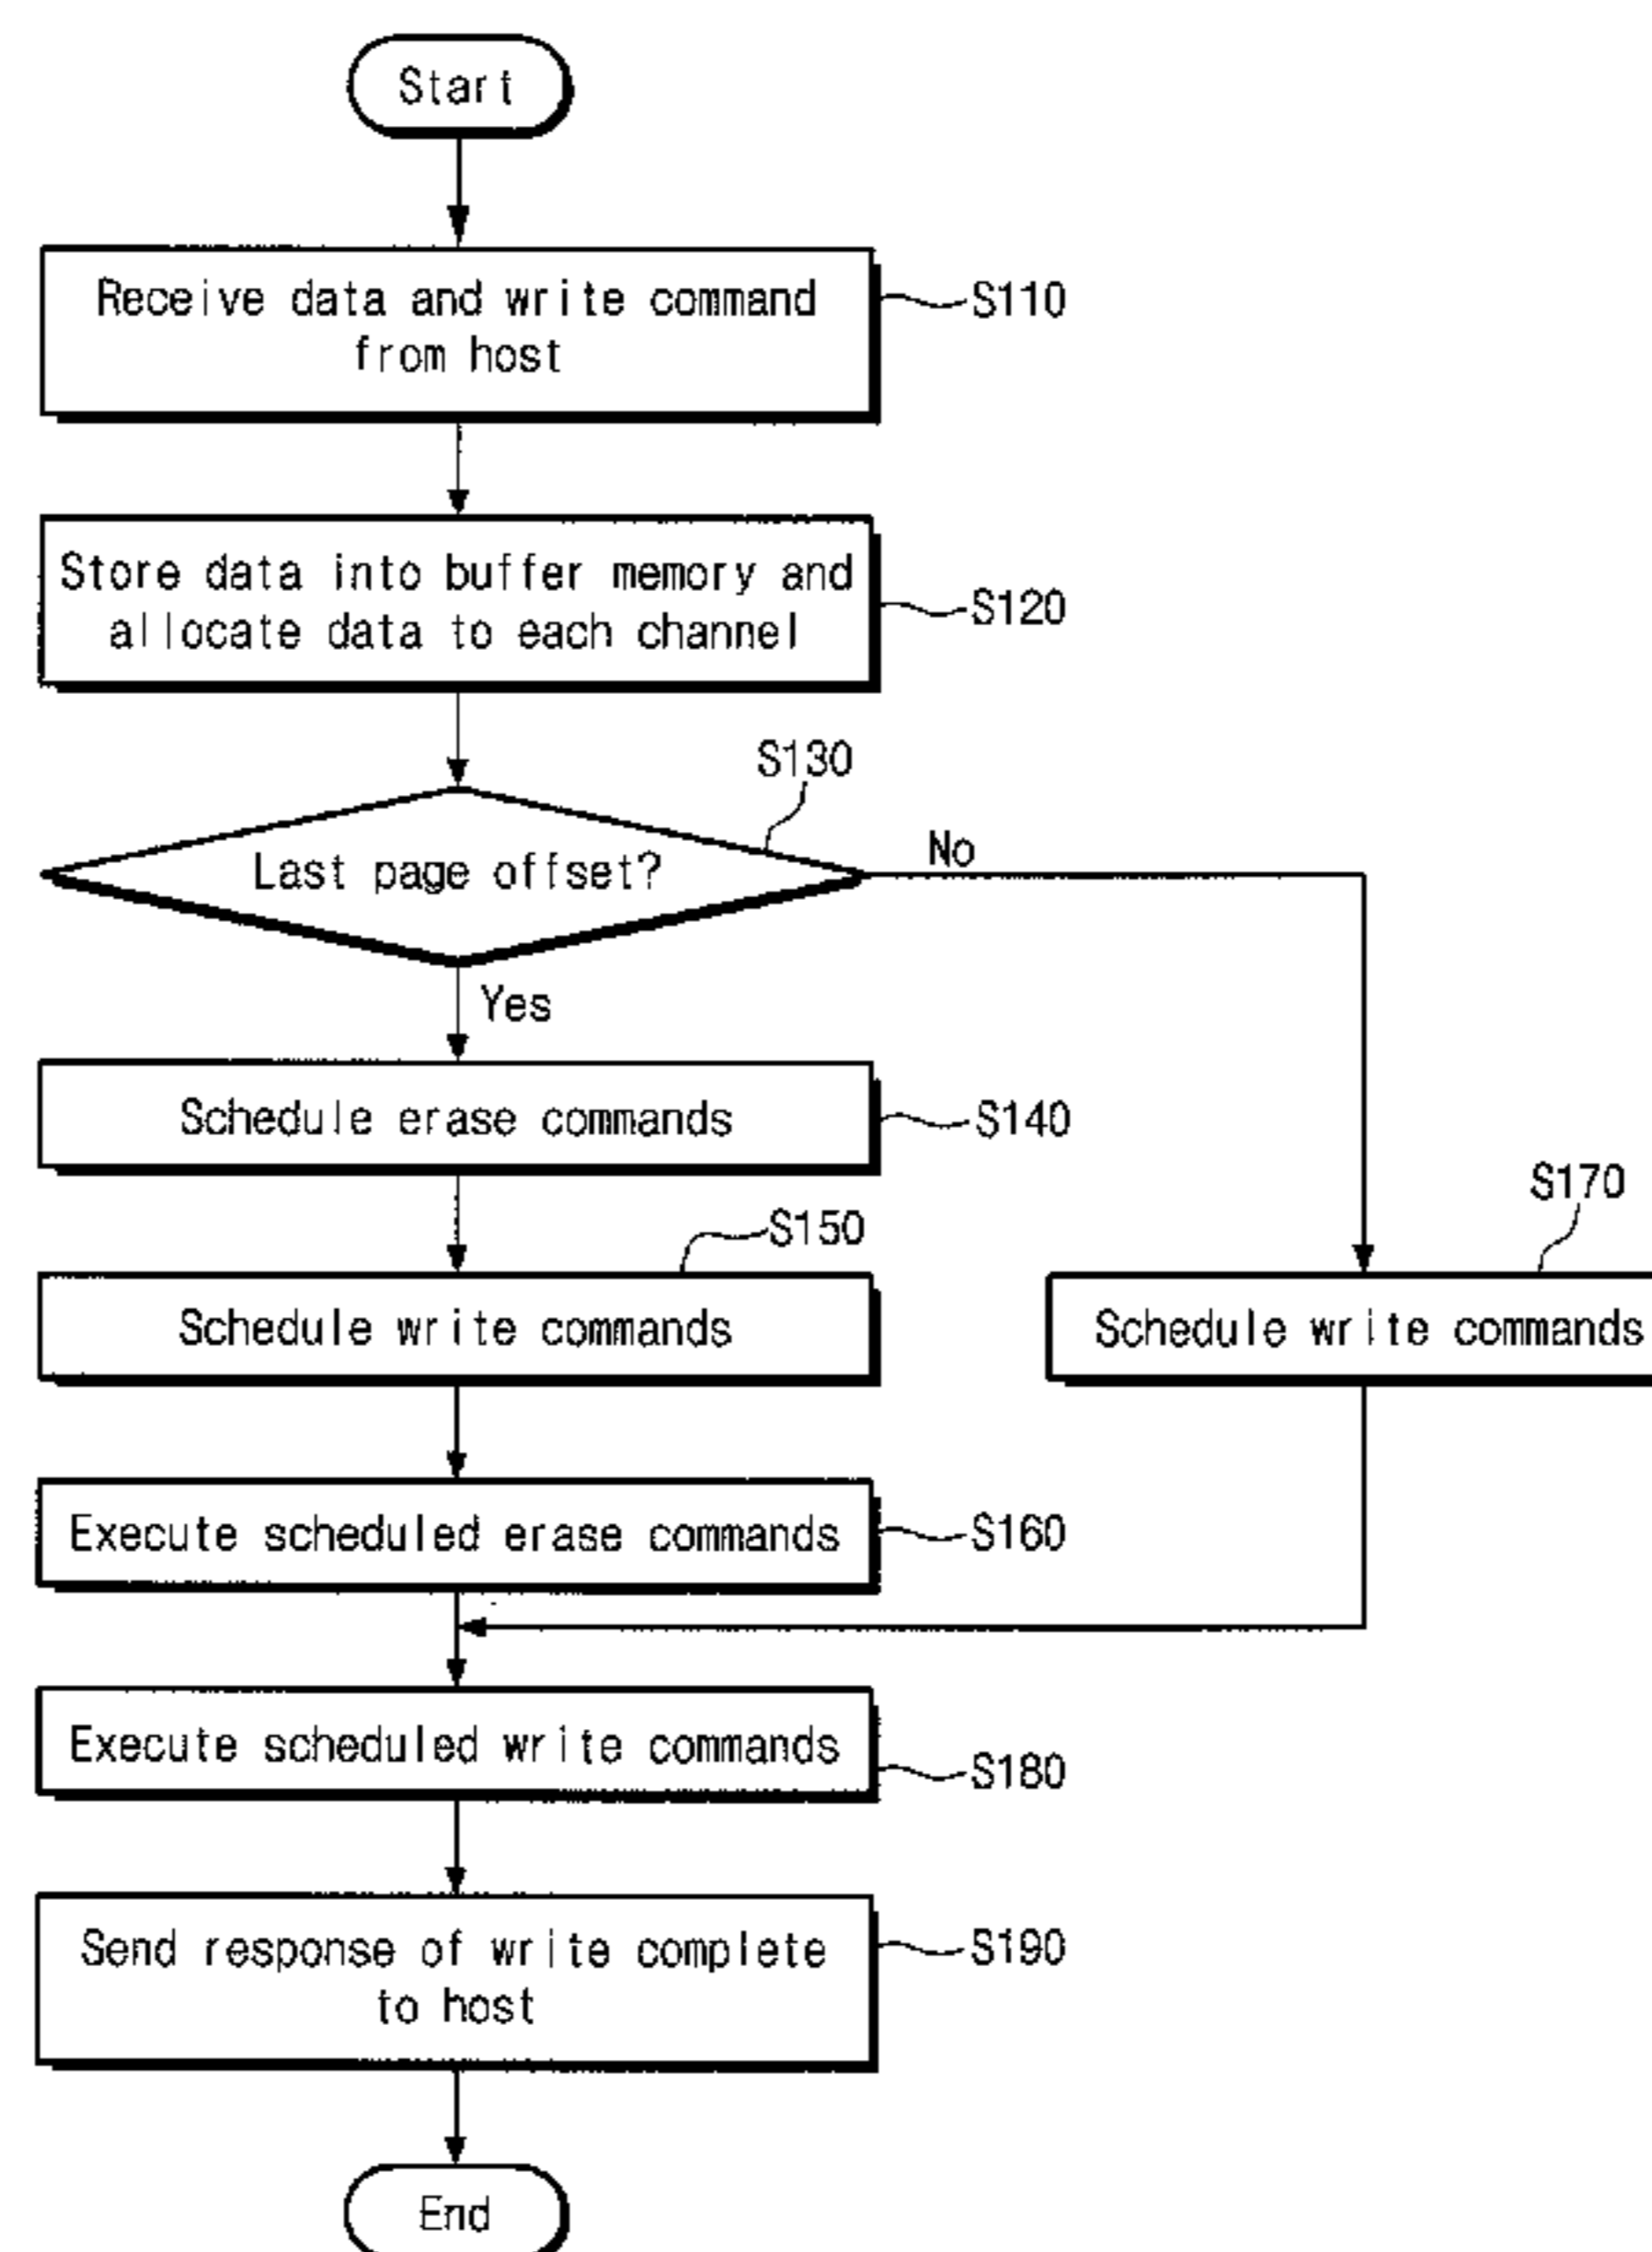 Start
Receive data and write command
from host
S110
Store data into buffer memory and
allocate data to each channel
S120
S130
Last page offset?
No
Yes
Schedule erase commands
S140
S150
Schedule write commands
S170
Schedule write commands
Execute scheduled erase commands
S160
Execute scheduled write commands
S180
Send response of write complete
to host
S190
End